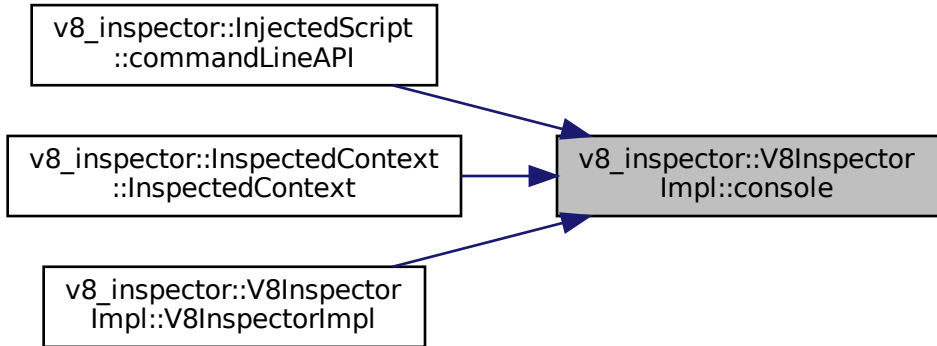 v8_inspector::InjectedScript
::commandLineAPI
v8_inspector::InspectedContext
::InspectedContext
v8_inspector::V8Inspector
Impl::V8InspectorImpl
v8_inspector::V8Inspector
Impl::console